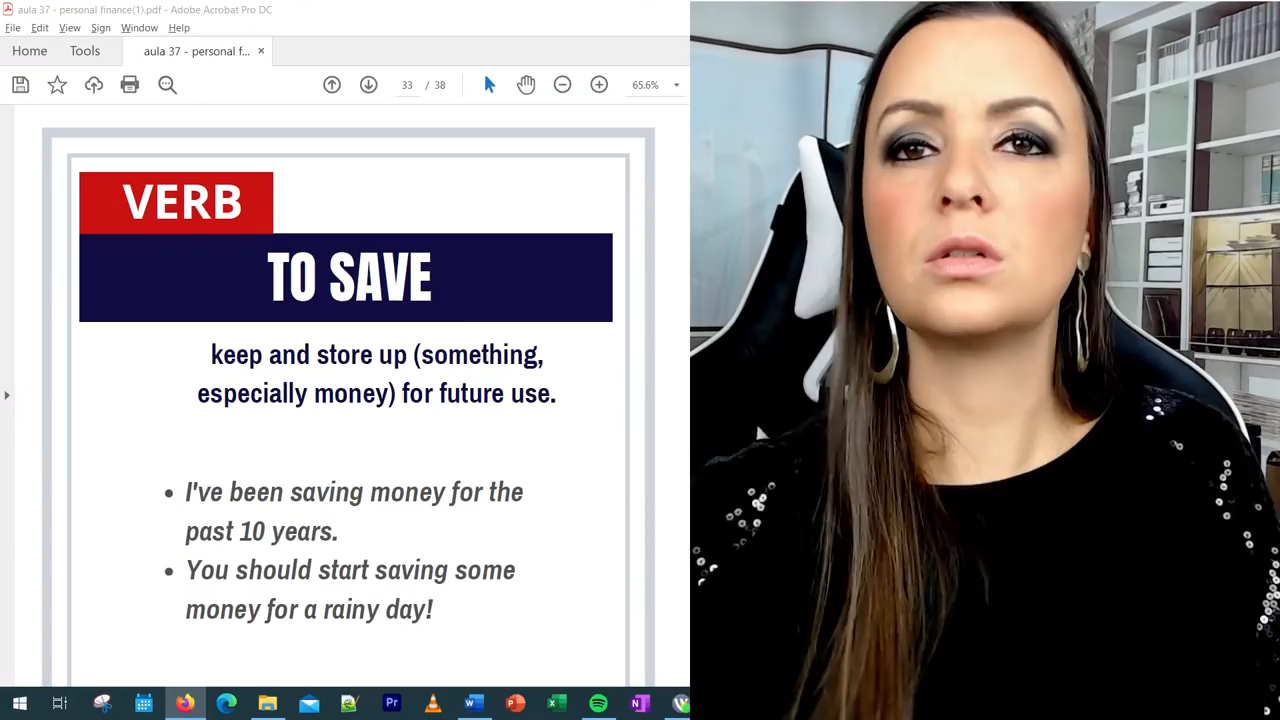 aula 37 - personal finance(1).pdf - Adobe Acrobat Pro DC
File Edit View Sign Window Help
Home Tools aula 37 - personal f... ×
33 / 38 65.6%
VERB
TO SAVE
keep and store up (something,
especially money) for future use.
• I've been saving money for the
past 10 years.
• You should start saving some
money for a rainy day!